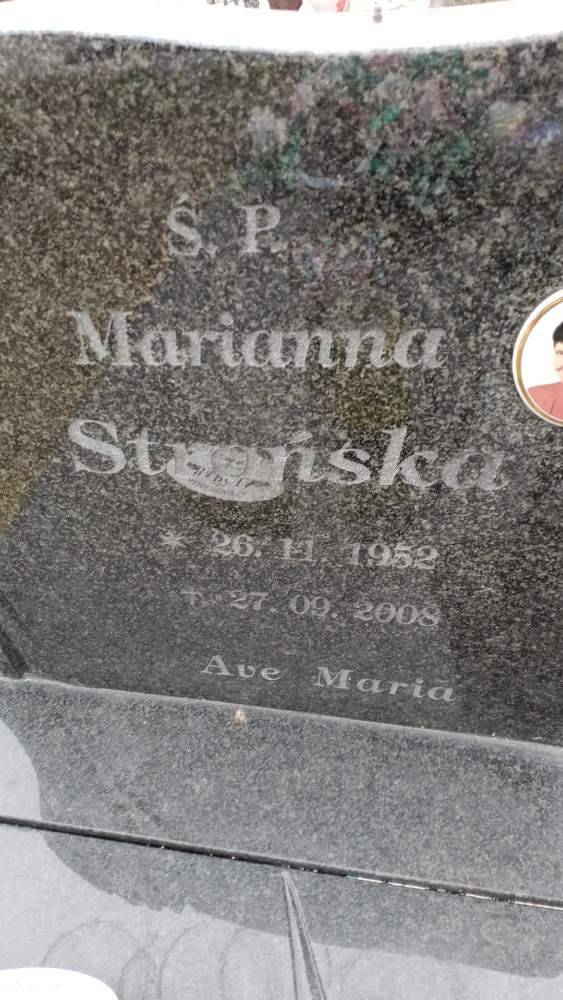 Ś. P.
Marianna
* 26. 11. 1952
† 27. 09. 2008
Ave Maria